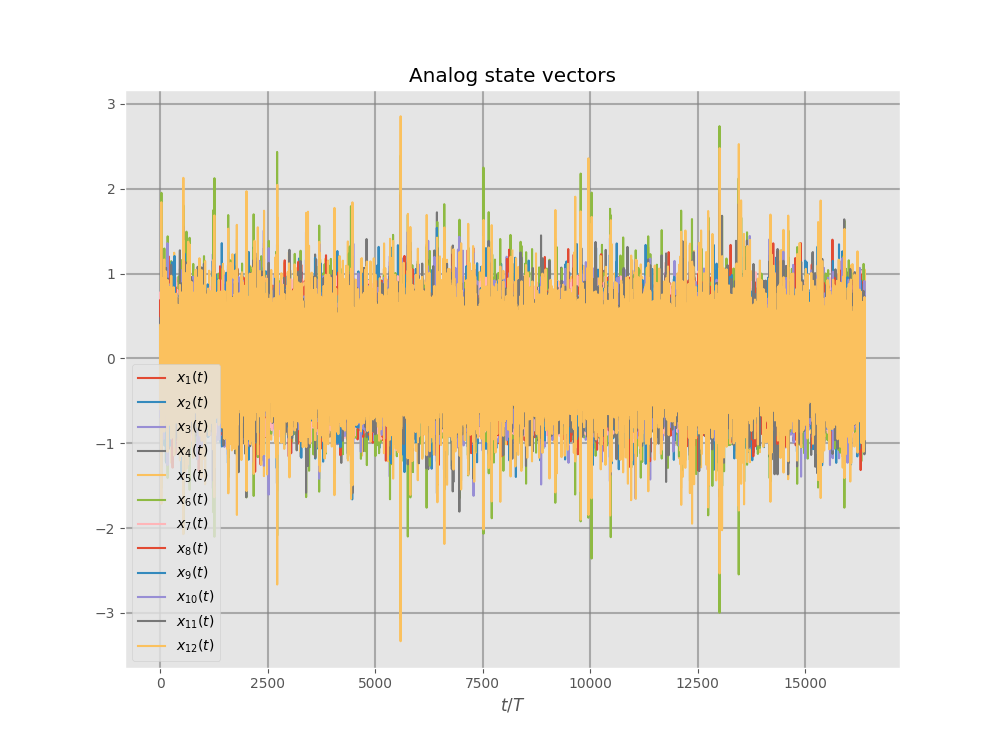 Analog state vectors
3
2
1
0
−1
−2
−3
x₁(t)
x₂(t)
x₃(t)
x₄(t)
x₅(t)
x₆(t)
x₇(t)
x₈(t)
x₉(t)
x₁₀(t)
x₁₁(t)
x₁₂(t)
0 2500 5000 7500 10000 12500 15000
t/T